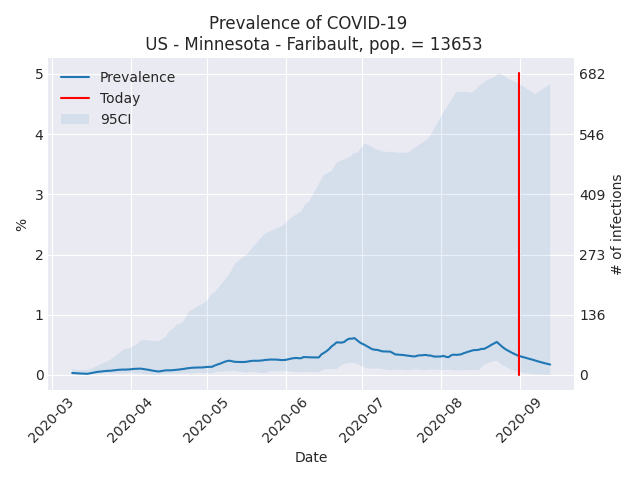 Prevalence of COVID-19
US - Minnesota - Faribault, pop. = 13653
Prevalence
Today
95CI
5
4
3
2
1
0
%
682
546
409
273
136
0
# of infections
2020-03
2020-04
2020-05
2020-06
2020-07
2020-08
2020-09
Date